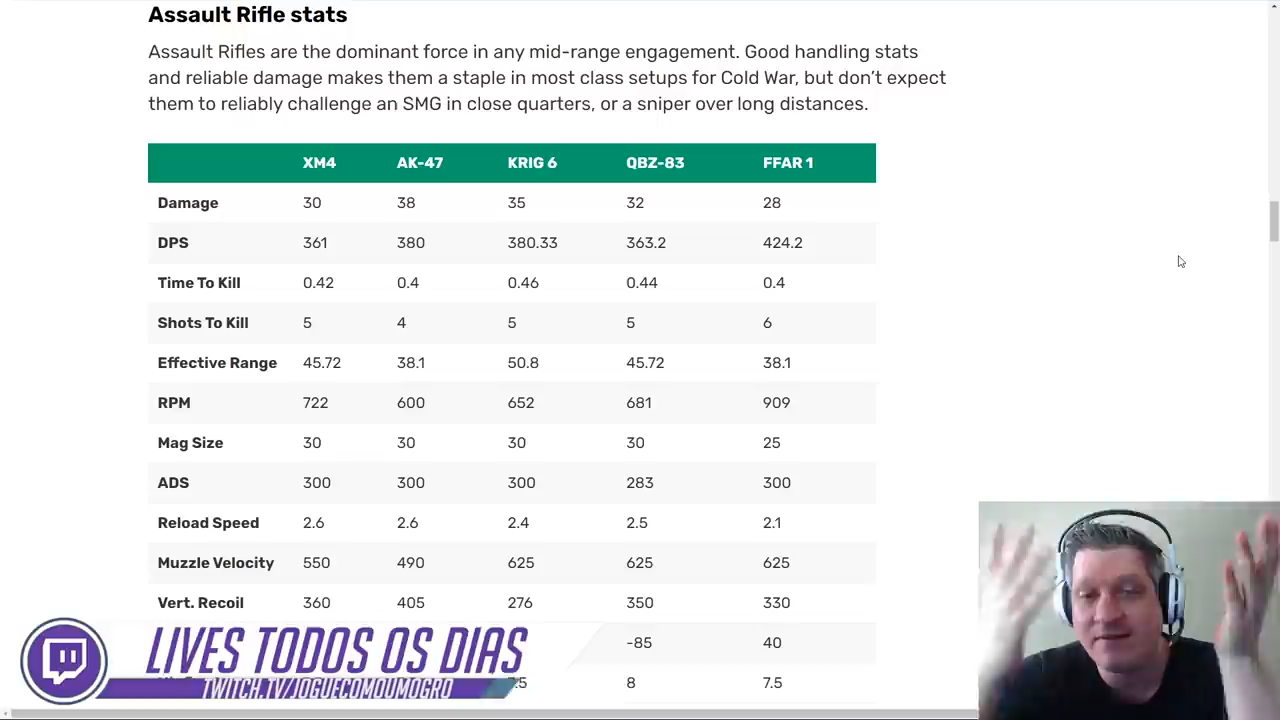 Assault Rifle stats
Assault Rifles are the dominant force in any mid-range engagement. Good handling stats
and reliable damage makes them a staple in most class setups for Cold War, but don’t expect
them to reliably challenge an SMG in close quarters, or a sniper over long distances.
XM4 AK-47 KRIG 6 QBZ-83 FFAR 1
Damage 30 38 35 32 28
DPS 361 380 380.33 363.2 424.2
Time To Kill 0.42 0.4 0.46 0.44 0.4
Shots To Kill 5 4 5 5 6
Effective Range 45.72 38.1 50.8 45.72 38.1
RPM 722 600 652 681 909
Mag Size 30 30 30 30 25
ADS 300 300 300 283 300
Reload Speed 2.6 2.6 2.4 2.5 2.1
Muzzle Velocity 550 490 625 625 625
Vert. Recoil 360 405 276 350 330
-85 40
LIVES TODOS OS DIAS
TWITCH.TV/JOGUECOMOUMOGRO
.5 8 7.5